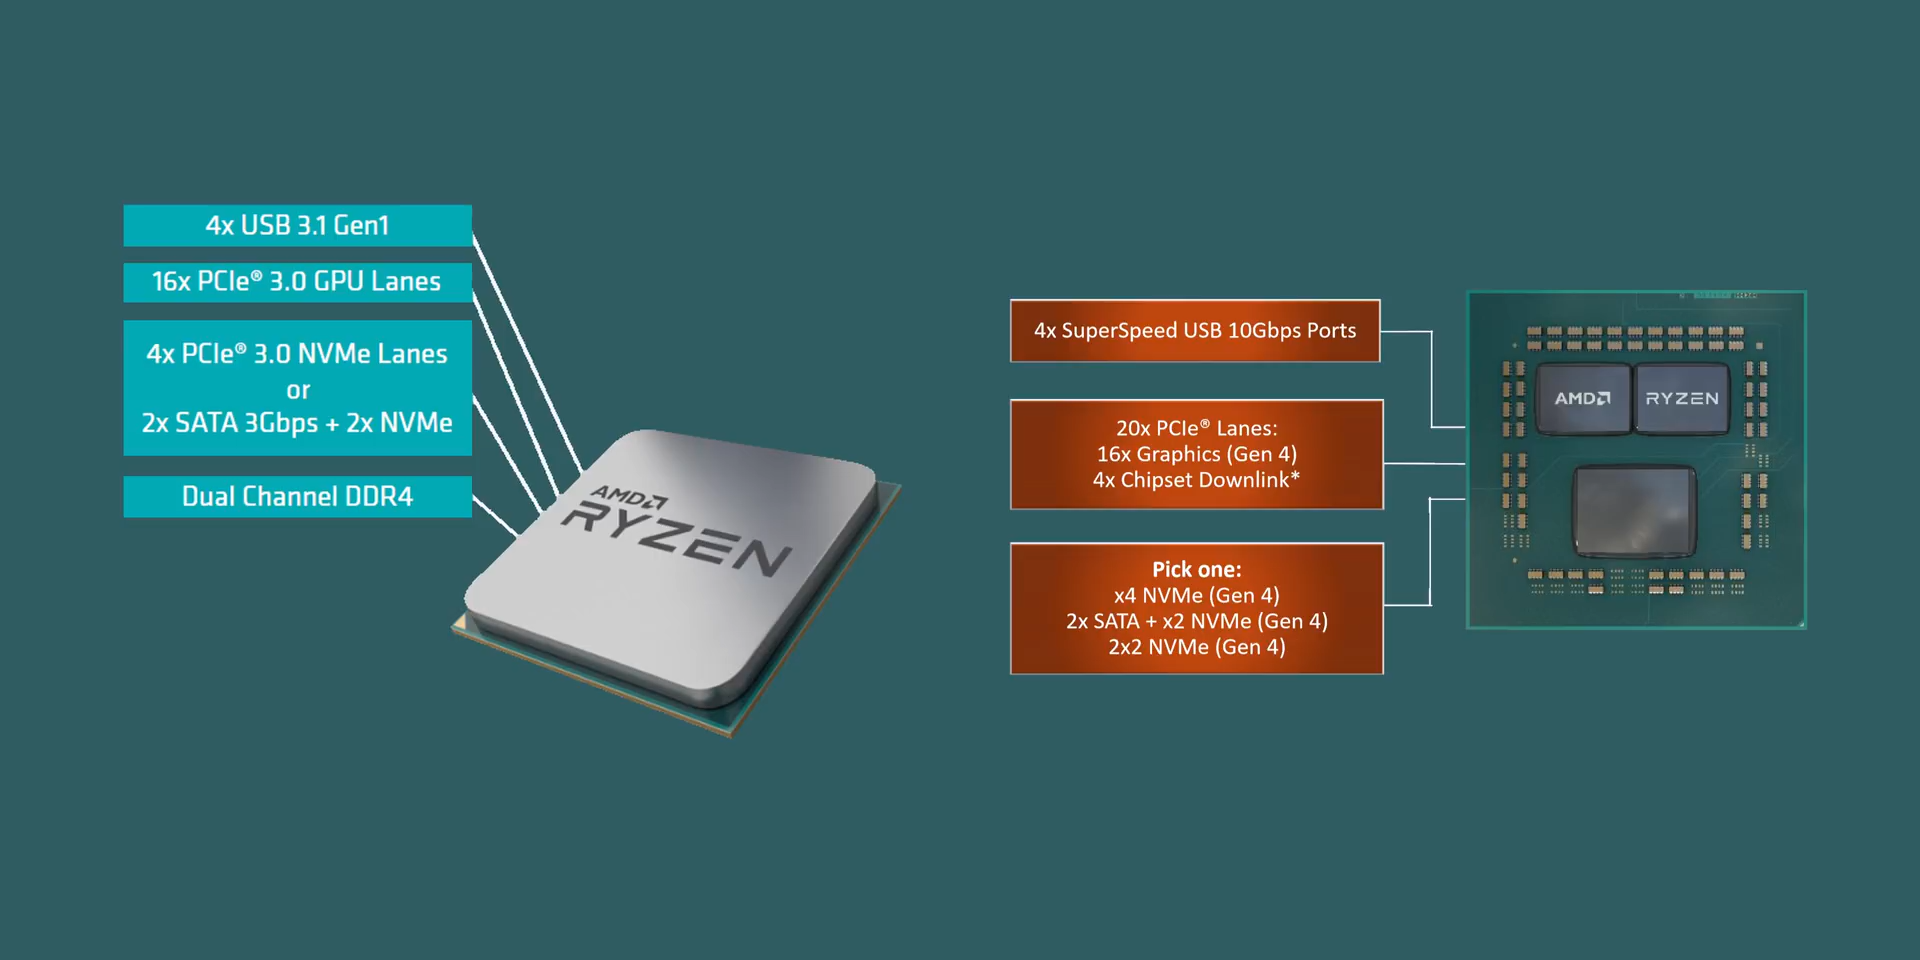 4x USB 3.1 Gen1
16x PCIe® 3.0 GPU Lanes
4x PCIe® 3.0 NVMe Lanes
or
2x SATA 3Gbps + 2x NVMe
Dual Channel DDR4
AMD
RYZEN
4x SuperSpeed USB 10Gbps Ports
20x PCIe® Lanes:
16x Graphics (Gen 4)
4x Chipset Downlink*
Pick one:
x4 NVMe (Gen 4)
2x SATA + x2 NVMe (Gen 4)
2x2 NVMe (Gen 4)
AMD
RYZEN